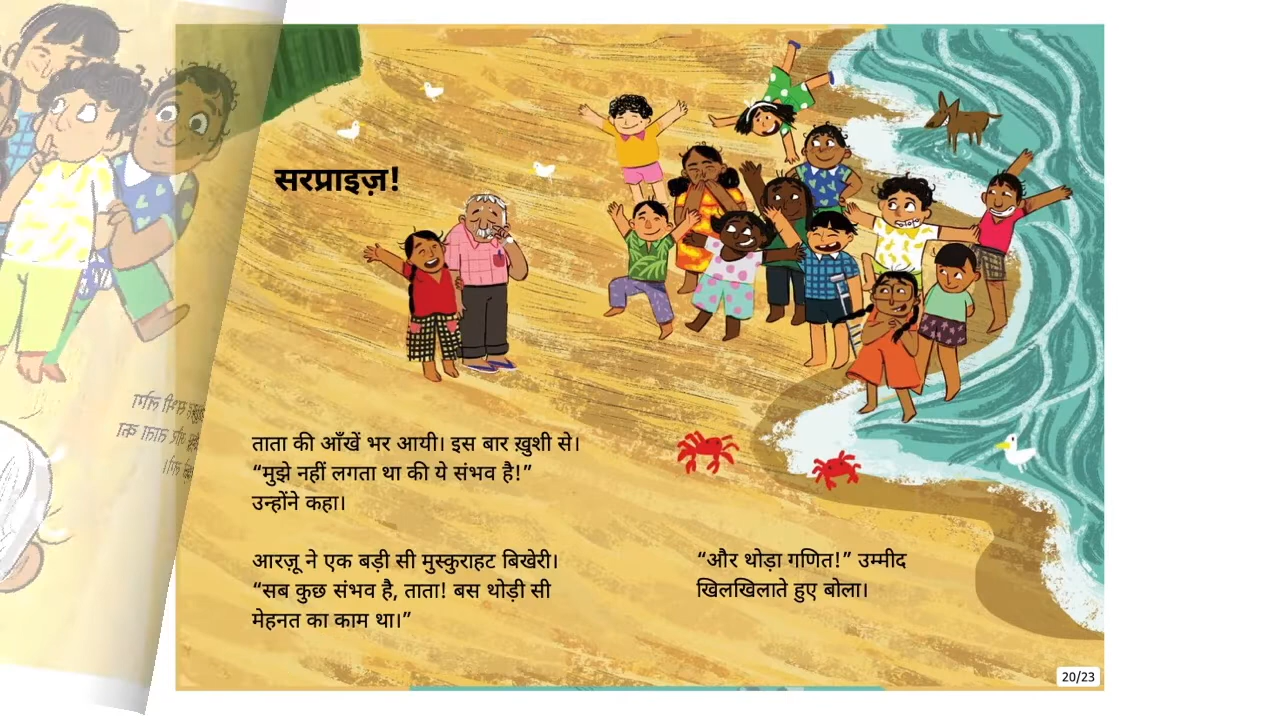 सरप्राइज़!
ताता की आँखें भर आयी। इस बार ख़ुशी से।
“मुझे नहीं लगता था की ये संभव है!”
उन्होंने कहा।
आरज़ू ने एक बड़ी सी मुस्कुराहट बिखेरी।
“सब कुछ संभव है, ताता! बस थोड़ी सी
मेहनत का काम था।”
“और थोड़ा गणित!” उम्मीद
खिलखिलाते हुए बोला।
20/23